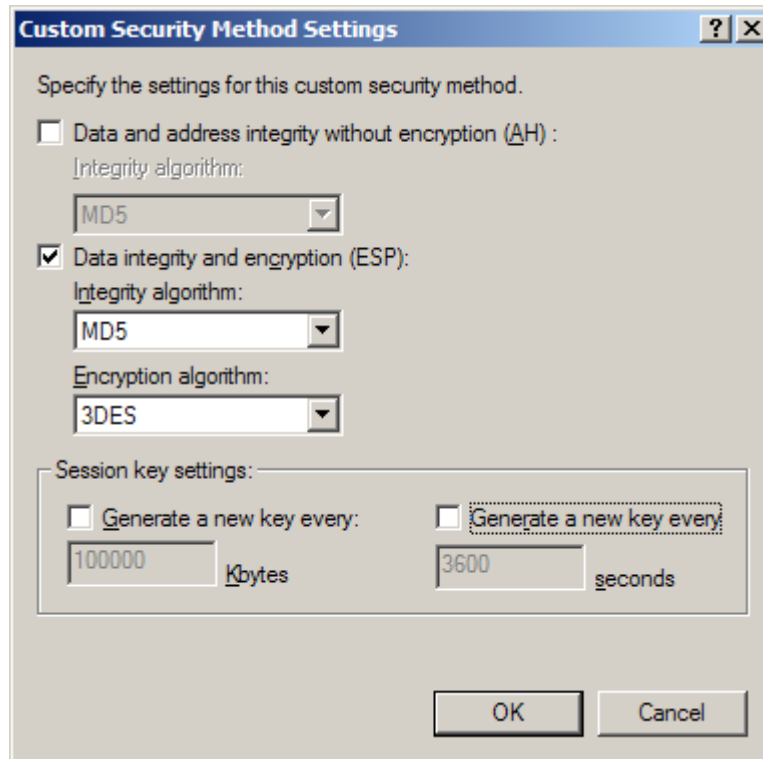 Custom Security Method Settings
Specify the settings for this custom security method.
Data and address integrity without encryption (AH) :
Integrity algorithm:
MD5
Data integrity and encryption (ESP):
Integrity algorithm:
MD5
Encryption algorithm:
3DES
Session key settings:
Generate a new key every: Generate a new key every
100000 Kbytes 3600 seconds
OK Cancel